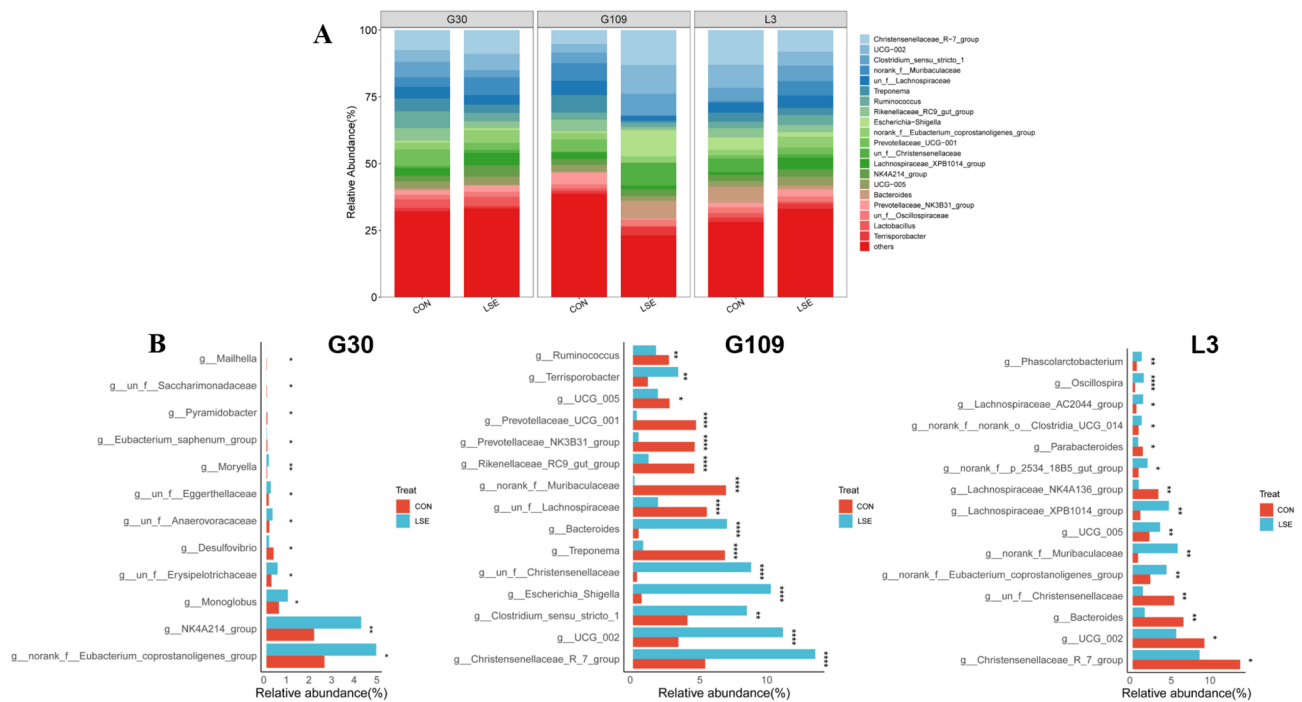 A
G30
G109
L3
100
75
50
25
0
Relative Abundance(%)
CON
LSE
CON
LSE
CON
LSE
Christensenellaceae_R-7_group
UCG-002
Clostridium_sensu_stricto_1
norank_f__Muribaculaceae
un_f__Lachnospiraceae
Treponema
Ruminococcus
Rikenellaceae_RC9_gut_group
Escherichia-Shigella
norank_f__Eubacterium_coprostanoligenes_group
Prevotellaceae_UCG-001
un_f__Christensenellaceae
Lachnospiraceae_XPB1014_group
NK4A214_group
UCG-005
Bacteroides
Prevotellaceae_NK3B31_group
un_f__Oscillospiraceae
Lactobacillus
Terrisporobacter
others
B
G30
g__Mailhella *
g__un_f__Saccharimonadaceae *
g__Pyramidobacter *
g__Eubacterium_saphenum_group *
g__Moryella **
g__un_f__Eggerthellaceae *
g__un_f__Anaerovoracaceae *
g__Desulfovibrio *
g__un_f__Erysipelotrichaceae *
g__Monoglobus *
g__NK4A214_group **
g__norank_f__Eubacterium_coprostanoligenes_group *
0 1 2 3 4 5
Relative abundance(%)
Treat
CON
LSE
G109
g__Ruminococcus **
g__Terrisporobacter **
g__UCG_005 *
g__Prevotellaceae_UCG_001 ****
g__Prevotellaceae_NK3B31_group ****
g__Rikenellaceae_RC9_gut_group ****
g__norank_f__Muribaculaceae ****
g__un_f__Lachnospiraceae ****
g__Bacteroides ****
g__Treponema ****
g__un_f__Christensenellaceae ****
g__Escherichia_Shigella ****
g__Clostridium_sensu_stricto_1 **
g__UCG_002 ****
g__Christensenellaceae_R_7_group ****
0 5 10
Relative abundance(%)
Treat
CON
LSE
L3
g__Phascolarctobacterium **
g__Oscillospira ****
g__Lachnospiraceae_AC2044_group *
g__norank_f__norank_o__Clostridia_UCG_014 *
g__Parabacteroides *
g__norank_f__p_2534_18B5_gut_group *
g__Lachnospiraceae_NK4A136_group **
g__Lachnospiraceae_XPB1014_group **
g__UCG_005 **
g__norank_f__Muribaculaceae **
g__norank_f__Eubacterium_coprostanoligenes_group **
g__un_f__Christensenellaceae **
g__Bacteroides **
g__UCG_002 *
g__Christensenellaceae_R_7_group *
0 5 10
Relative abundance(%)
Treat
CON
LSE